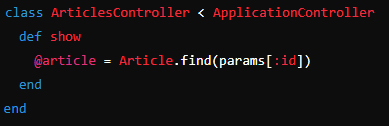 class ArticlesController < ApplicationController
  def show
    @article = Article.find(params[:id])
  end
end